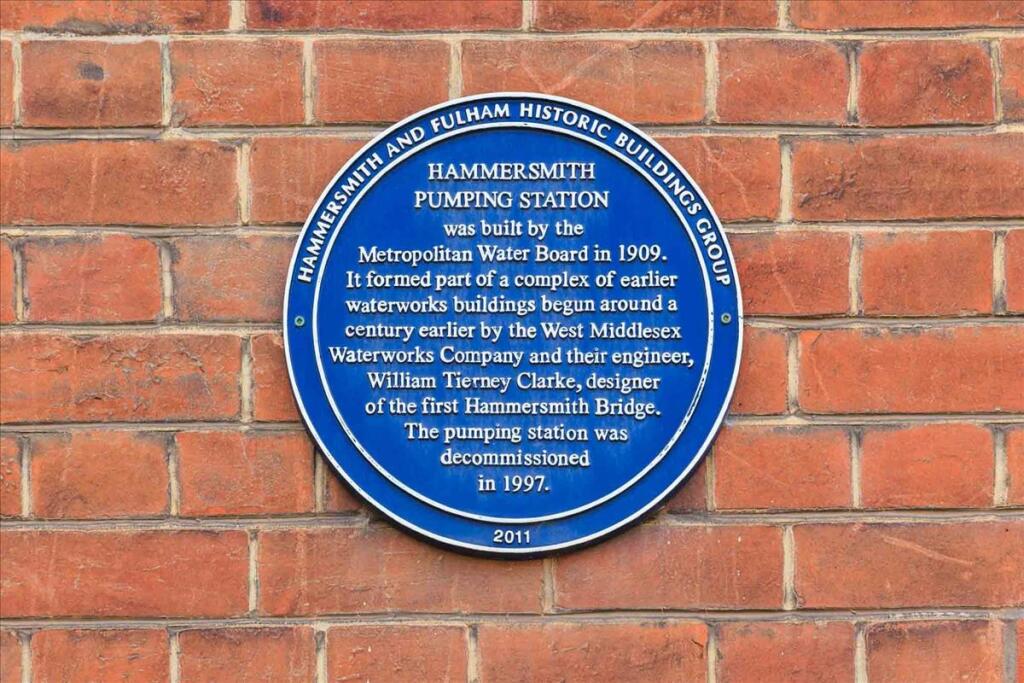 HAMMERSMITH AND FULHAM HISTORIC BUILDINGS GROUP
HAMMERSMITH
PUMPING STATION
was built by the
Metropolitan Water Board in 1909.
It formed part of a complex of earlier
waterworks buildings begun around a
century earlier by the West Middlesex
Waterworks Company and their engineer,
William Tierney Clarke, designer
of the first Hammersmith Bridge.
The pumping station was
decommissioned
in 1997.
2011